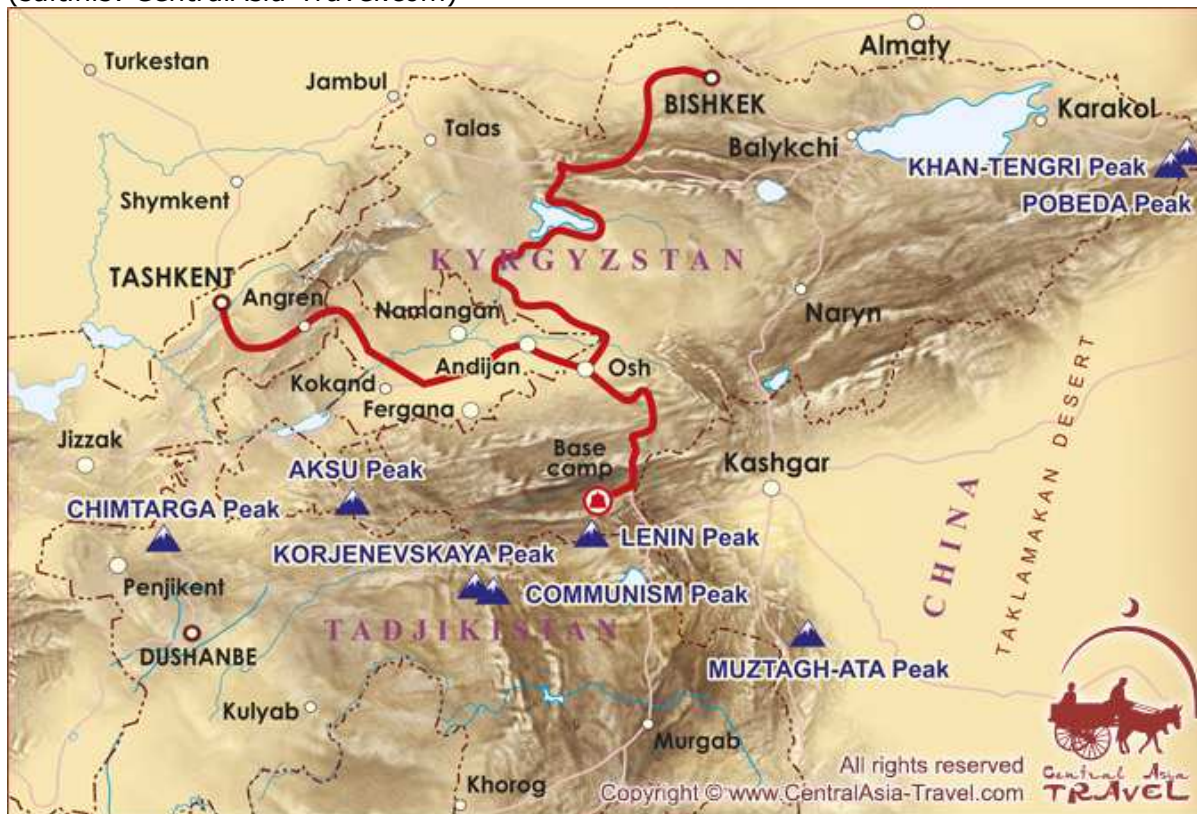 Turkestan
Almaty
Jambul
BISHKEK
Karakol
Talas
Balykchi
KHAN-TENGRI Peak
Shymkent
POBEDA Peak
KYRGYZSTAN
TASHKENT
Angren
Namangan
Naryn
Andijan
Osh
Kokand
Fergana
TAKLAMAKAN DESERT
Jizzak
Base
camp
Kashgar
AKSU Peak
CHINA
CHIMTARGA Peak
LENIN Peak
KORJENEVSKAYA Peak
Penjikent
COMMUNISM Peak
TADJIKISTAN
DUSHANBE
MUZTAGH-ATA Peak
Kulyab
Murgab
Khorog
All rights reserved
Copyright © www.CentralAsia-Travel.com
Central Asia
TRAVEL